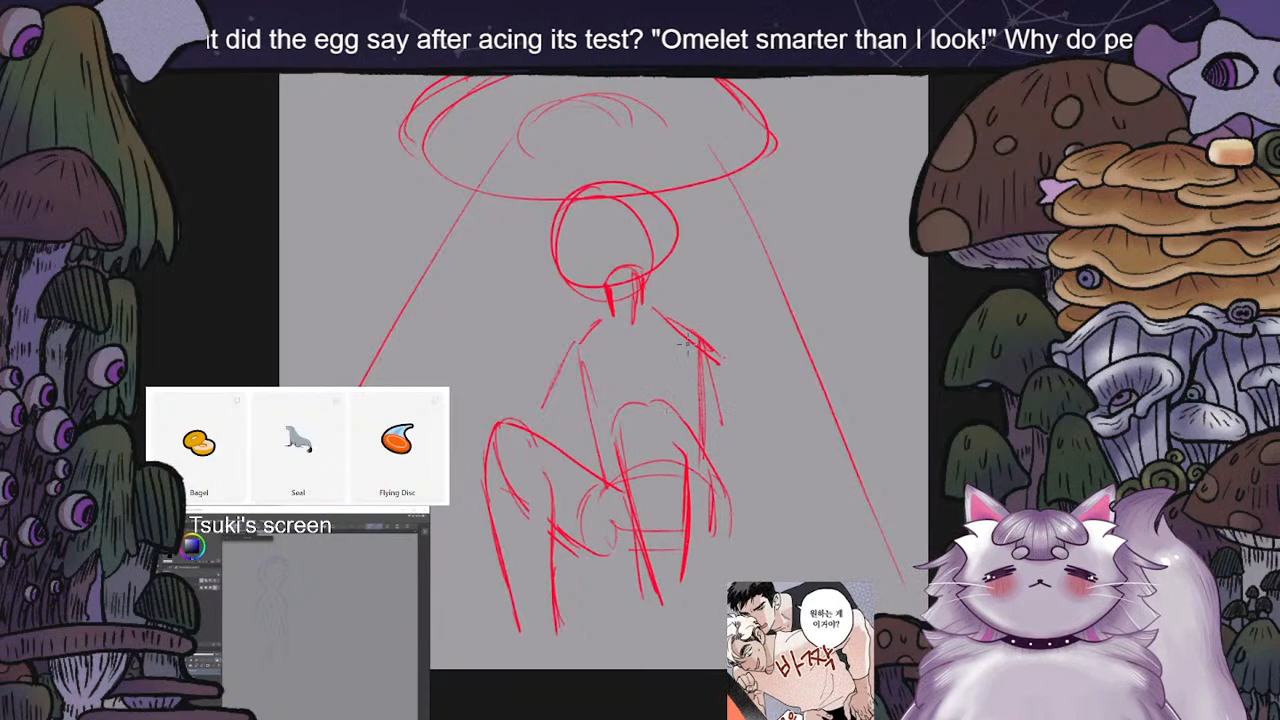 t did the egg say after acing its test? "Omelet smarter than I look!" Why do pe
Bagel
Seal
Flying Disc
Tsuki's screen
원하는 게
이거야?
바짝